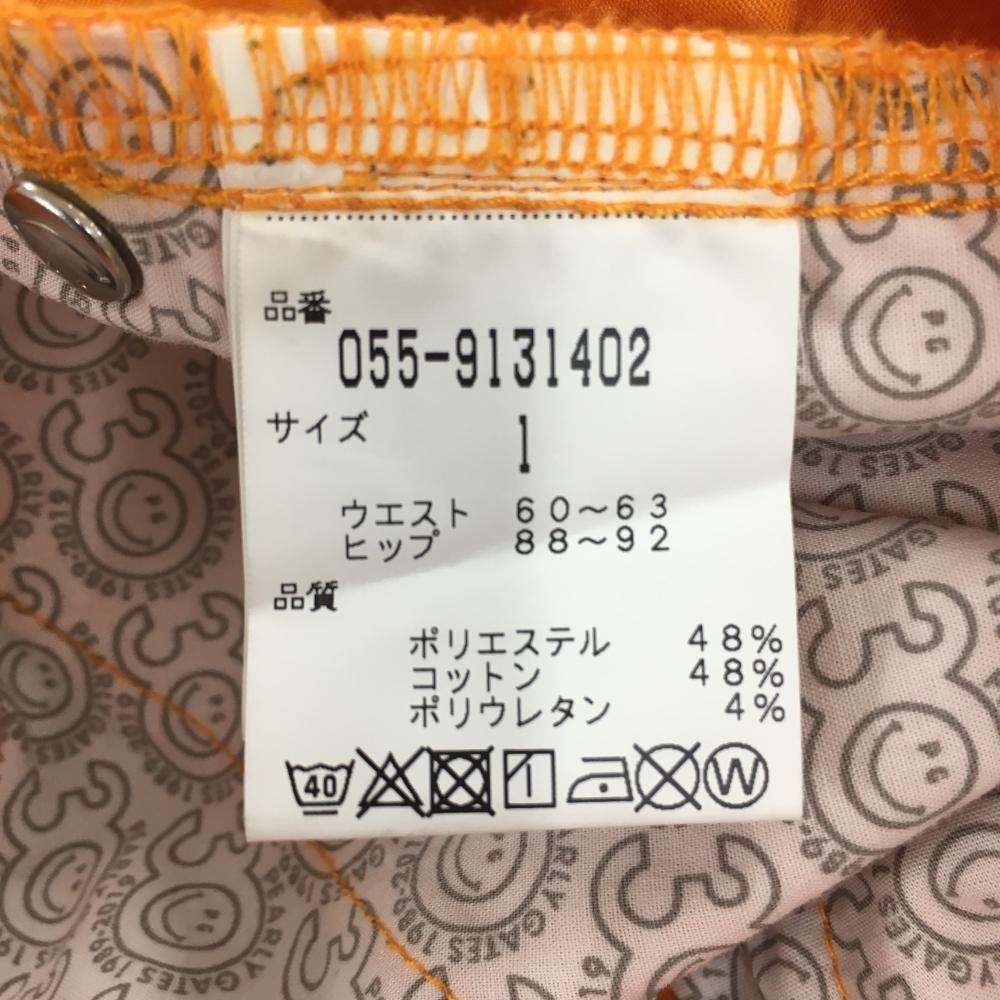 品番
055-9131402
サイズ 1
ウエスト 60～63
ヒップ 88～92
品質
ポリエステル 48%
コットン 48%
ポリウレタン 4%
40
W
PEARLY GATES 1989-2019